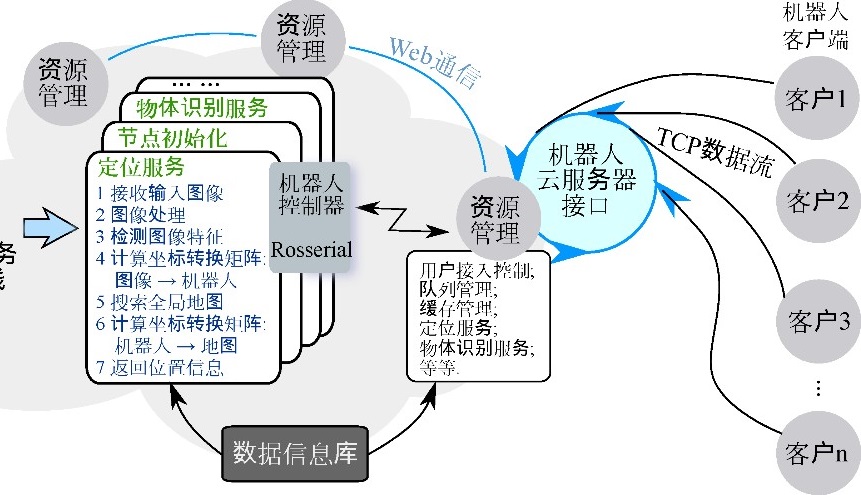 机器人
客户端
资源
管理
资源
管理
Web通信
... ...
物体识别服务
节点初始化
定位服务
1 接收输入图像
2 图像处理
3 检测图像特征
4 计算坐标转换矩阵:
图像 → 机器人
5 搜索全局地图
6 计算坐标转换矩阵:
机器人 → 地图
7 返回位置信息
机器人
控制器
Rosserial
资源
管理
机器人
云服务器
接口
TCP数据流
用户接入控制;
队列管理;
缓存管理;
定位服务;
物体识别服务;
等等.
数据信息库
客户1
客户2
客户3
...
客户n
务